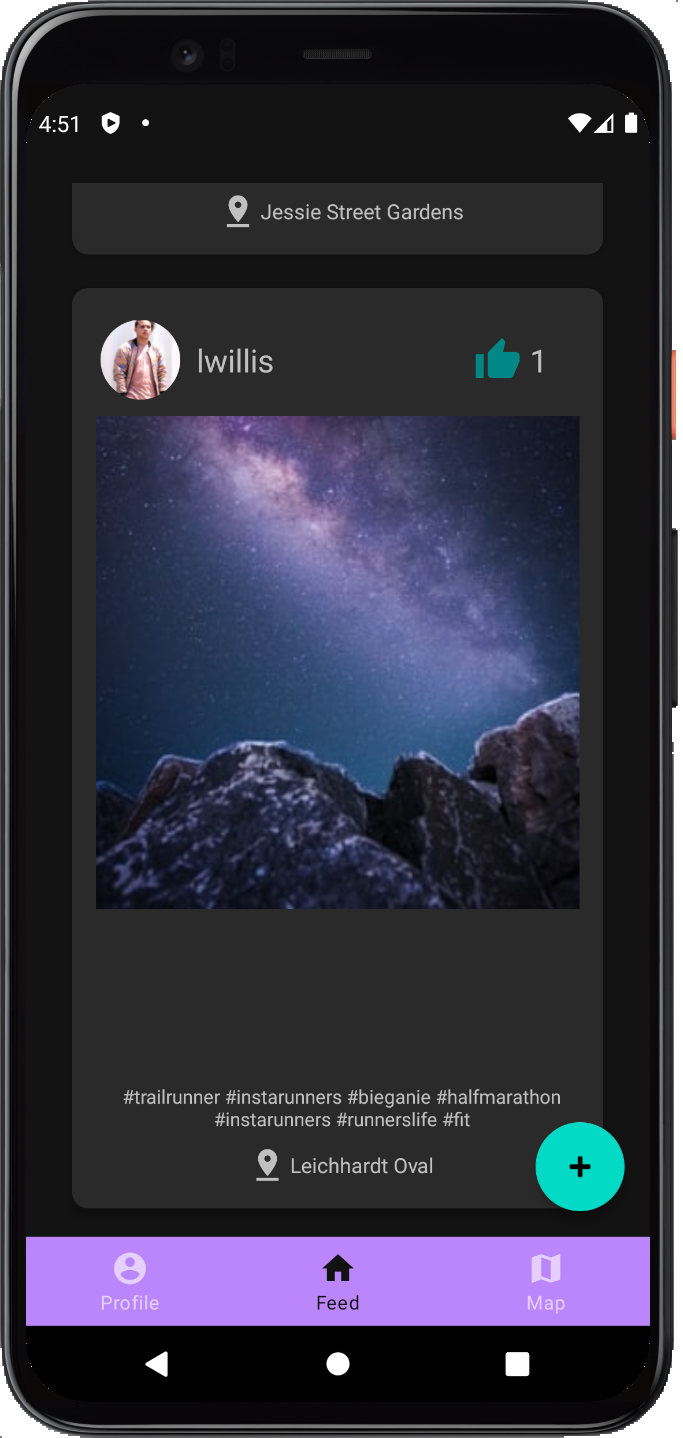 4:51
Jessie Street Gardens
lwillis
1
#trailrunner #instarunners #bieganie #halfmarathon
#instarunners #runnerslife #fit
Leichhardt Oval
+
Profile
Feed
Map